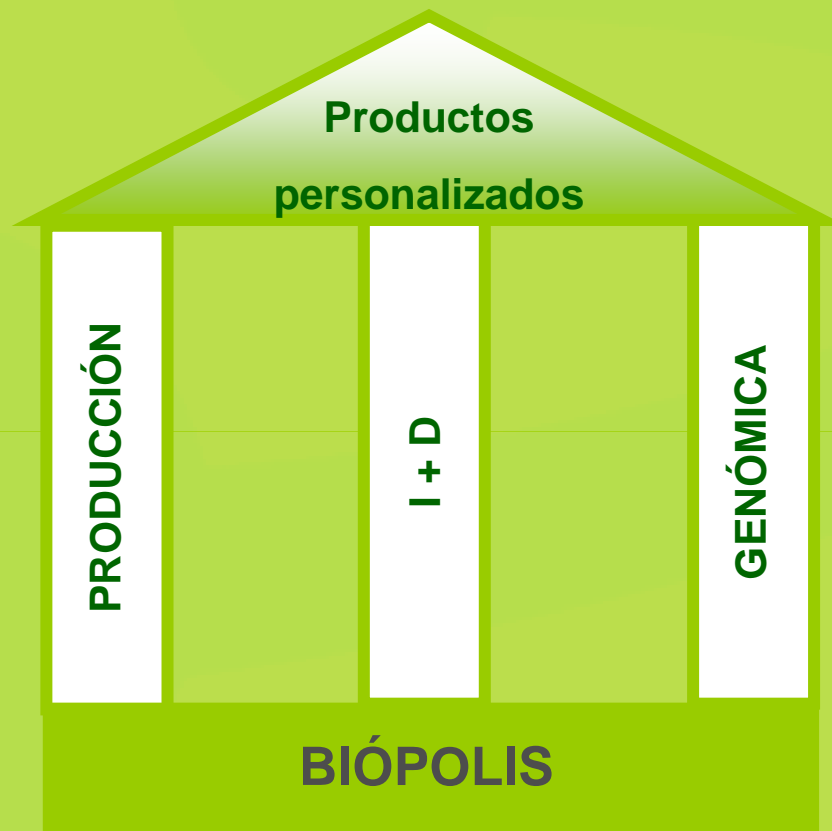 Productos
personalizados
PRODUCCIÓN
I + D
GENÓMICA
BIÓPOLIS